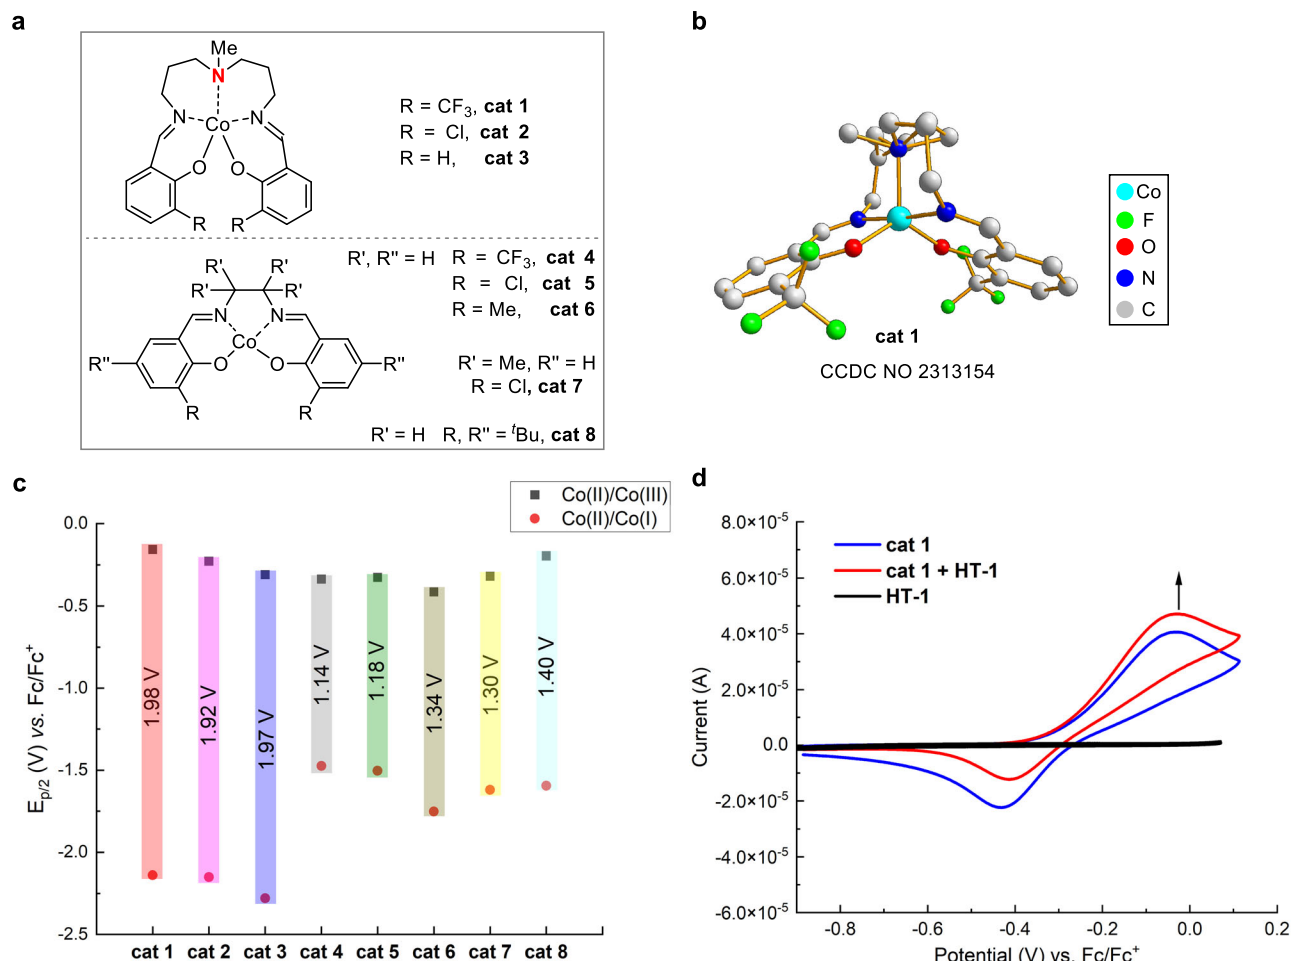 a
Me
N
N
N
Co
O
O
R
R
R = CF3, cat 1
R = Cl, cat 2
R = H, cat 3
R', R'' = H R = CF3, cat 4
R = Cl, cat 5
R = Me, cat 6
R' = Me, R'' = H
R = Cl, cat 7
R' = H R, R'' = tBu, cat 8
R' R'
R' R'
N N
Co
R'' O O R''
R R
b
cat 1
CCDC NO 2313154
Co
F
O
N
C
c
Co(II)/Co(III)
Co(II)/Co(I)
Ep/2 (V) vs. Fc/Fc+
0.0
-0.5
-1.0
-1.5
-2.0
-2.5
1.98 V
1.92 V
1.97 V
1.14 V
1.18 V
1.34 V
1.30 V
1.40 V
cat 1 cat 2 cat 3 cat 4 cat 5 cat 6 cat 7 cat 8
d
cat 1
cat 1 + HT-1
HT-1
Current (A)
8.0×10-5
6.0×10-5
4.0×10-5
2.0×10-5
0.0
-2.0×10-5
-4.0×10-5
-6.0×10-5
-0.8 -0.6 -0.4 -0.2 0.0 0.2
Potential (V) vs. Fc/Fc+